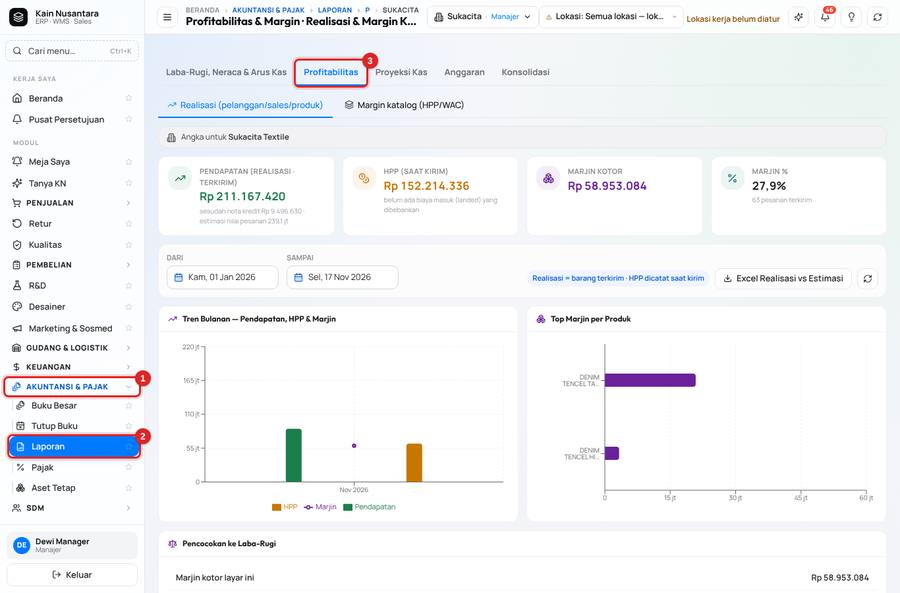 Kain Nusantara
ERP · WMS · Sales
Cari menu...
Ctrl+K
KERJA SAYA
Beranda
Pusat Persetujuan
MODUL
Meja Saya
Tanya KN
PENJUALAN
Retur
Kualitas
PEMBELIAN
R&D
Desainer
Marketing & Sosmed
GUDANG & LOGISTIK
KEUANGAN
AKUNTANSI & PAJAK
1
Buku Besar
Tutup Buku
Laporan
2
Pajak
Aset Tetap
SDM
DE
Dewi Manager
Manajer
Keluar
BERANDA › AKUNTANSI & PAJAK › LAPORAN › P › SUKACITA
Profitabilitas & Margin · Realisasi & Margin K...
Sukacita · Manajer
Lokasi: Semua lokasi — lok...
Lokasi kerja belum diatur
46
Laba-Rugi, Neraca & Arus Kas
Profitabilitas
3
Proyeksi Kas
Anggaran
Konsolidasi
Realisasi (pelanggan/sales/produk)
Margin katalog (HPP/WAC)
Angka untuk Sukacita Textile
PENDAPATAN (REALISASI · TERKIRIM)
Rp 211.167.420
sesudah nota kredit Rp 9.496.630 · estimasi nilai pesanan 239,1 jt
HPP (SAAT KIRIM)
Rp 152.214.336
belum ada biaya masuk (landed) yang dibebankan
MARJIN KOTOR
Rp 58.953.084
MARJIN %
27,9%
63 pesanan terkirim
DARI
Kam, 01 Jan 2026
SAMPAI
Sel, 17 Nov 2026
Realisasi = barang terkirim · HPP dicatat saat kirim
Excel Realisasi vs Estimasi
Tren Bulanan — Pendapatan, HPP & Marjin
220 jt
165 jt
110 jt
55 jt
0
Nov 2026
HPP
Marjin
Pendapatan
Top Marjin per Produk
DENIM
TENCEL TA...
DENIM
TENCEL HI...
0
15 jt
30 jt
45 jt
60 jt
Pencocokan ke Laba-Rugi
Marjin kotor layar ini
Rp 58.953.084